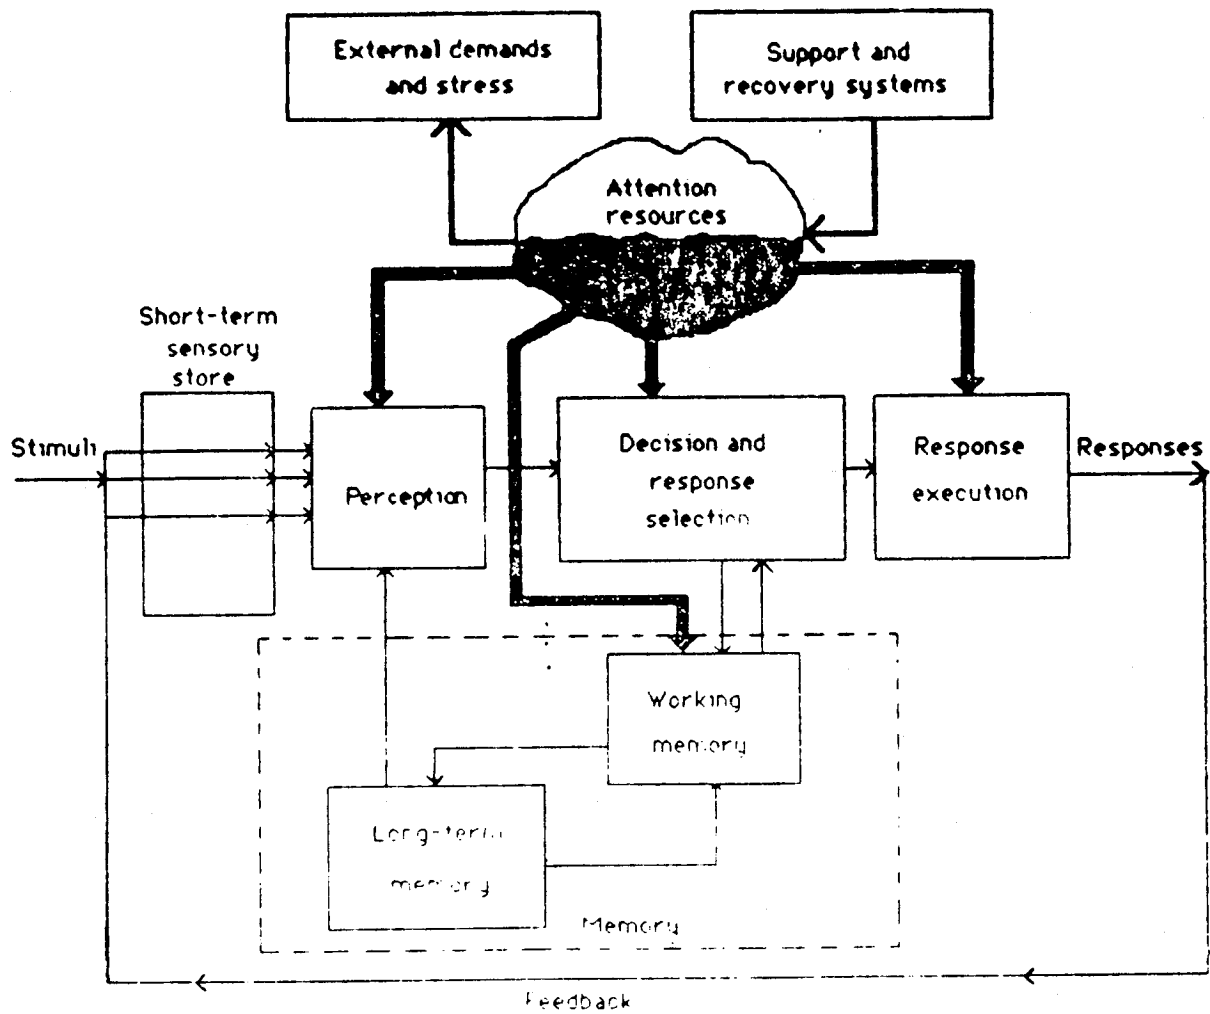 External demands
and stress
Support and
recovery systems
Attention
resources
Short-term
sensory
store
Stimuli
Perception
Decision and
response
selection
Response
execution
Responses
Working
memory
Long-term
memory
Memory
Feedback